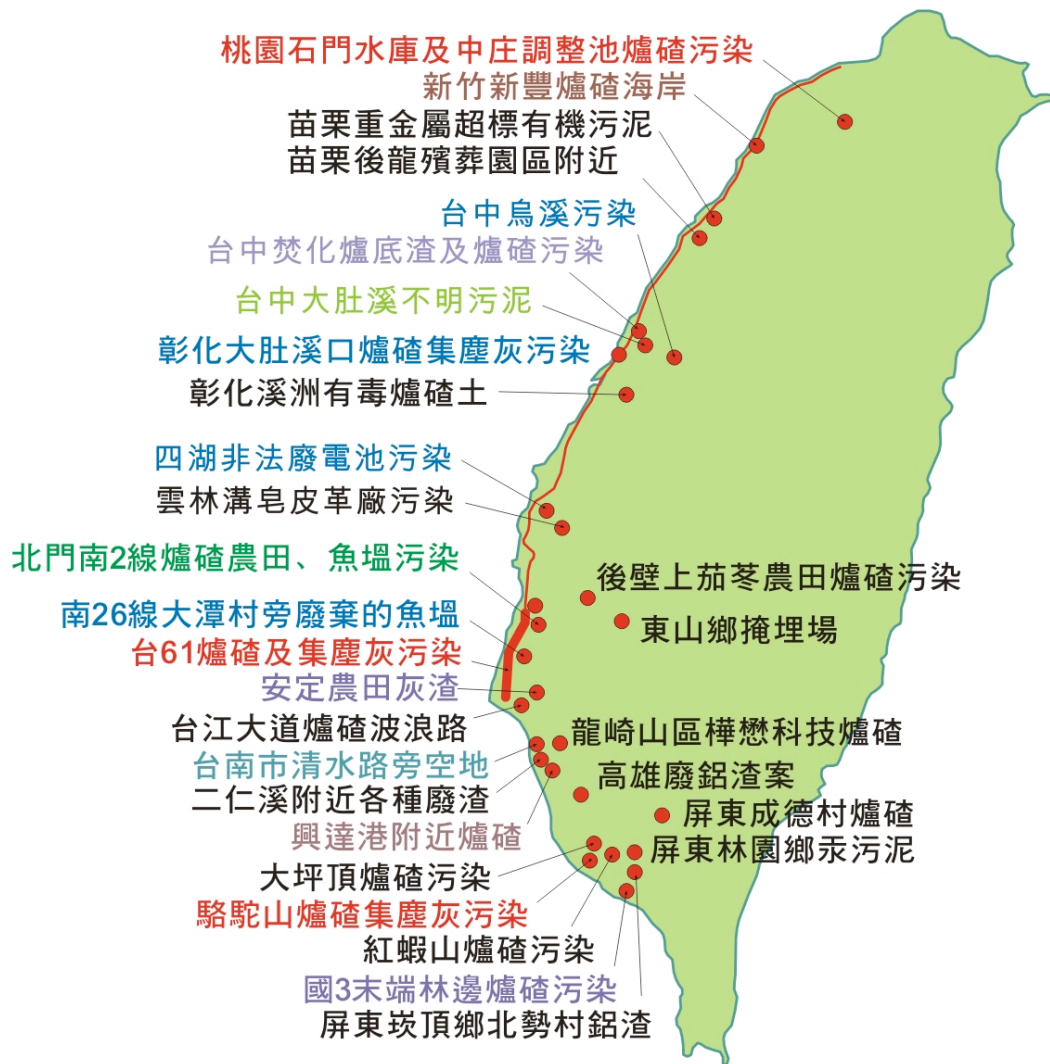 桃園石門水庫及中庄調整池爐碴污染
新竹新豐爐碴海岸
苗栗重金屬超標有機污泥
苗栗後龍殯葬園區附近
台中烏溪污染
台中焚化爐底渣及爐碴污染
台中大肚溪不明污泥
彰化大肚溪口爐碴集塵灰污染
彰化溪洲有毒爐碴土
四湖非法廢電池污染
雲林溝皂皮革廠污染
北門南2線爐碴農田、魚塭污染
後壁上茄苳農田爐碴污染
南26線大潭村旁廢棄的魚塭
東山鄉掩埋場
台61爐碴及集塵灰污染
安定農田灰渣
台江大道爐碴波浪路
龍崎山區樺懋科技爐碴
台南市清水路旁空地
高雄廢鋁渣案
二仁溪附近各種廢渣
屏東成德村爐碴
興達港附近爐碴
屏東林園鄉汞污泥
大坪頂爐碴污染
駱駝山爐碴集塵灰污染
紅蝦山爐碴污染
國3末端林邊爐碴污染
屏東崁頂鄉北勢村鋁渣